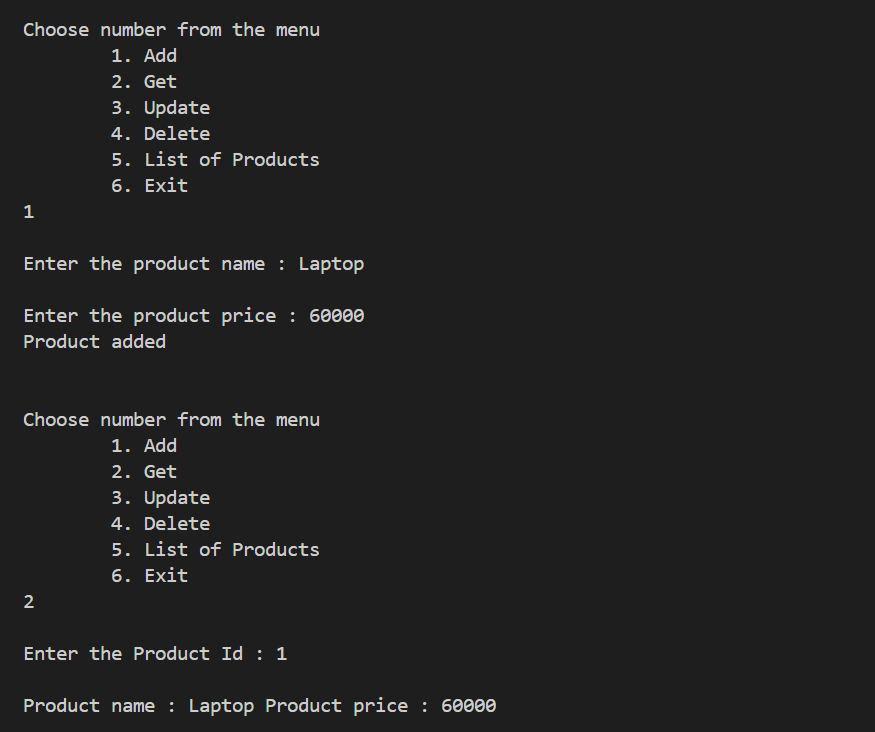 Choose number from the menu
1. Add
2. Get
3. Update
4. Delete
5. List of Products
6. Exit
1
Enter the product name : Laptop
Enter the product price : 60000
Product added
Choose number from the menu
1. Add
2. Get
3. Update
4. Delete
5. List of Products
6. Exit
2
Enter the Product Id : 1
Product name : Laptop Product price : 60000